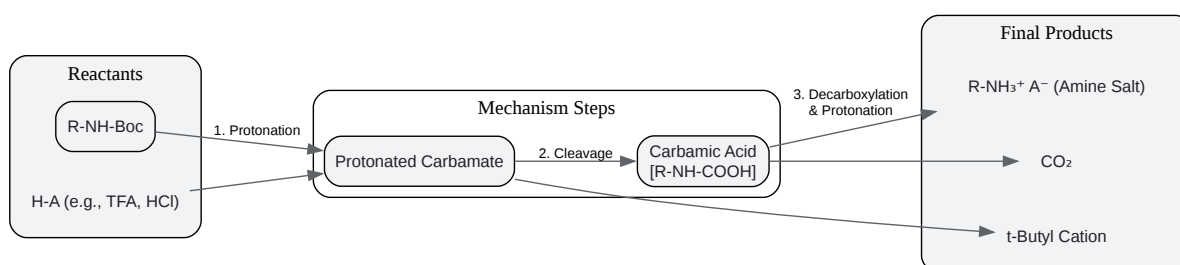 Reactants
R-NH-Boc
H-A (e.g., TFA, HCl)
1. Protonation
Mechanism Steps
Protonated Carbamate
2. Cleavage
Carbamic Acid
[R-NH-COOH]
3. Decarboxylation
& Protonation
Final Products
R-NH₃⁺ A⁻ (Amine Salt)
CO₂
t-Butyl Cation